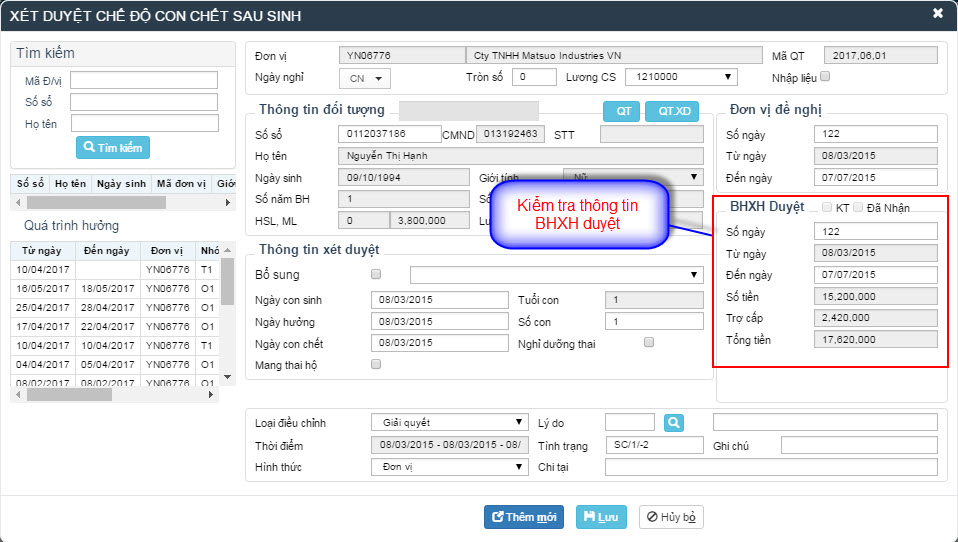 XÉT DUYỆT CHẾ ĐỘ CON CHẾT SAU SINH
Tìm kiếm
Mã Đ/vị
Số sổ
Họ tên
Tìm kiếm
Số sổ Họ tên Ngày sinh Mã đơn vị Giới
Quá trình hưởng
Từ ngày Đến ngày Đơn vị Nhó
10/04/2017 YN06776 T1
16/05/2017 18/05/2017 YN06776 O1
25/04/2017 28/04/2017 YN06776 O1
17/04/2017 22/04/2017 YN06776 O1
10/04/2017 10/04/2017 YN06776 T1
04/04/2017 05/04/2017 YN06776 O1
08/02/2017 08/02/2017 YN06776 O1
Đơn vị YN06776 Cty TNHH Matsuo Industries VN Mã QT 2017,06,01
Ngày nghỉ CN Tròn số 0 Lương CS 1210000 Nhập liệu
Thông tin đối tượng QT QT.XD
Số sổ 0112037186 CMND 013192463 STT
Họ tên Nguyễn Thị Hạnh
Ngày sinh 09/10/1994 Giới tính Nữ
Số năm BH 1 Số
HSL, ML 0 3,800,000 Lư
Kiểm tra thông tin
BHXH duyệt
Thông tin xét duyệt
Bổ sung
Ngày con sinh 08/03/2015 Tuổi con 1
Ngày hưởng 08/03/2015 Số con 1
Ngày con chết 08/03/2015 Nghỉ dưỡng thai
Mang thai hộ
Đơn vị đề nghị
Số ngày 122
Từ ngày 08/03/2015
Đến ngày 07/07/2015
BHXH Duyệt KT Đã Nhận
Số ngày 122
Từ ngày 08/03/2015
Đến ngày 07/07/2015
Số tiền 15,200,000
Trợ cấp 2,420,000
Tổng tiền 17,620,000
Loại điều chỉnh Giải quyết Lý do
Thời điểm 08/03/2015 - 08/03/2015 - 08/ Tình trạng SC/1/-2 Ghi chú
Hình thức Đơn vị Chi tại
Thêm mới Lưu Hủy bỏ